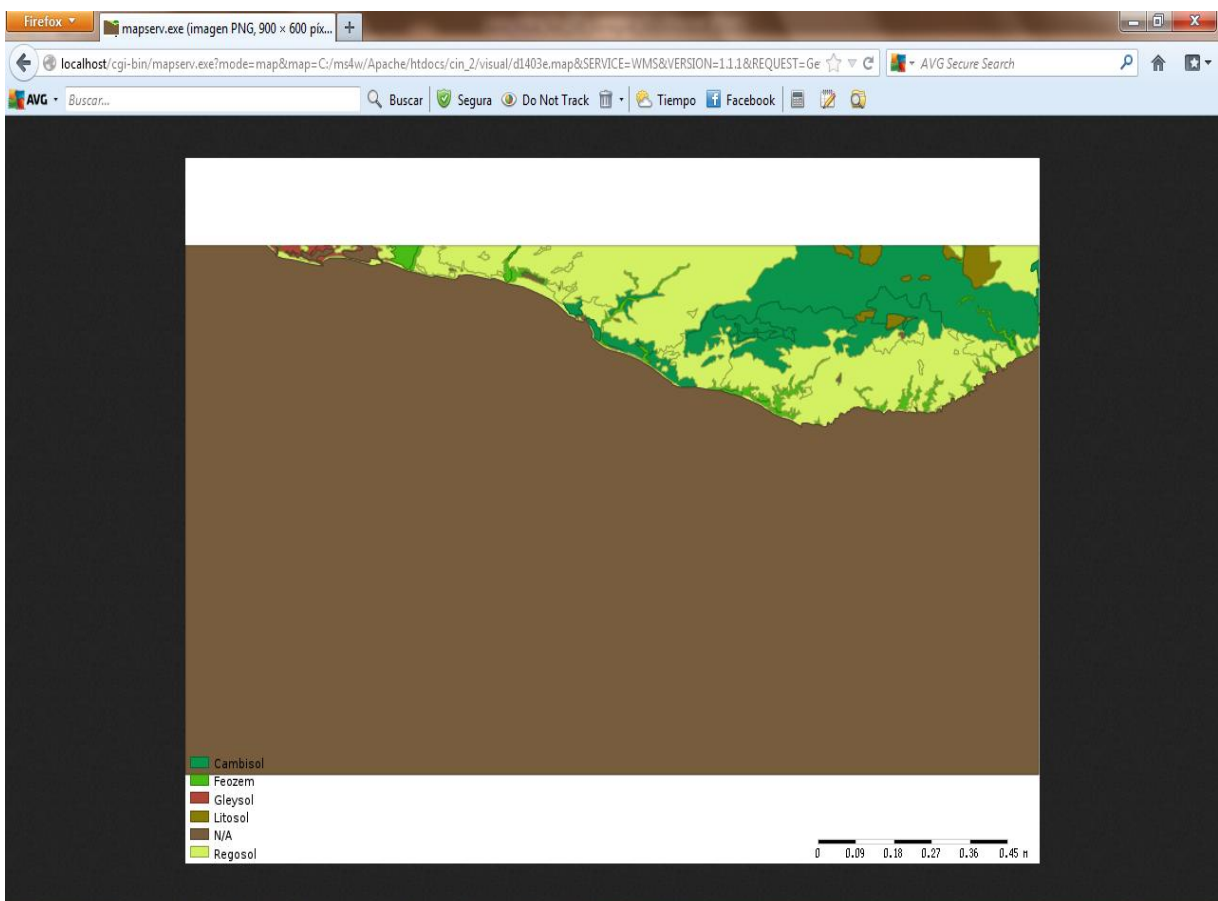 Firefox
mapserv.exe (imagen PNG, 900 × 600 píx...
localhost/cgi-bin/mapserv.exe?mode=map&map=C:/ms4w/Apache/htdocs/cin_2/visual/d1403e.map&SERVICE=WMS&VERSION=1.1.1&REQUEST=Ge
AVG Secure Search
AVG Buscar... Buscar Segura Do Not Track Tiempo Facebook
Cambisol
Feozem
Gleysol
Litosol
N/A
Regosol
0 0.09 0.18 0.27 0.36 0.45 m